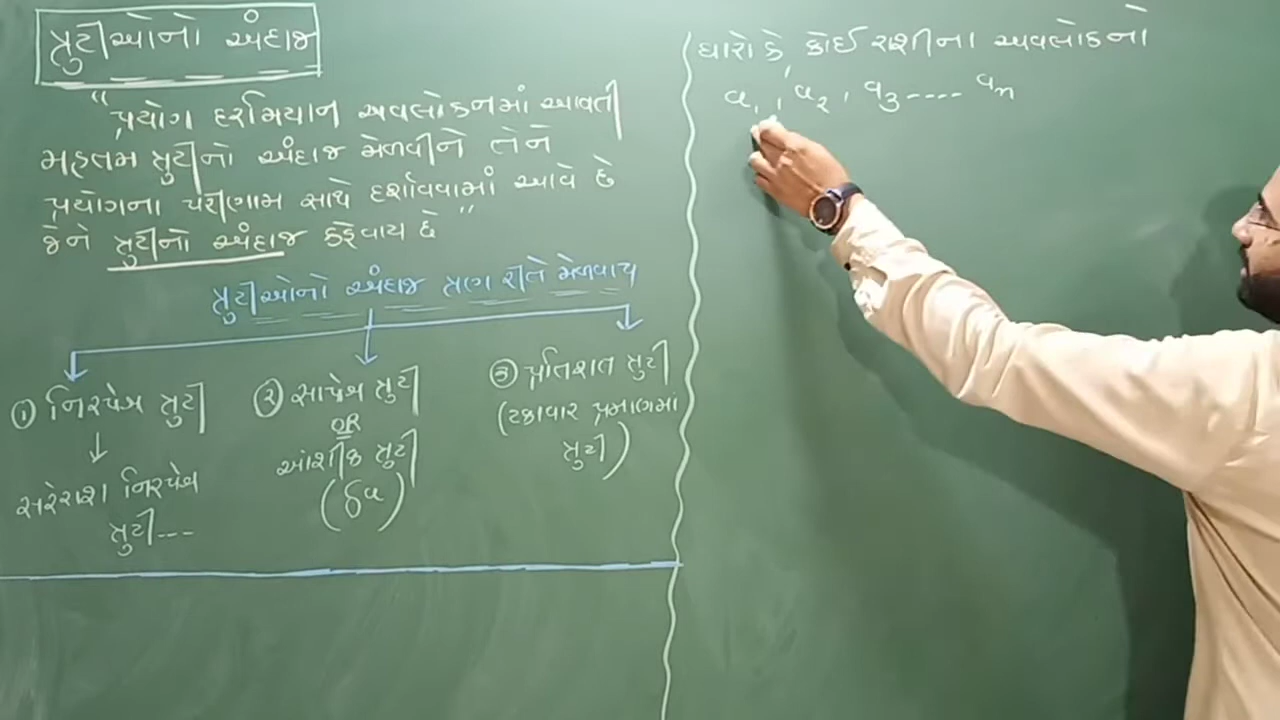 ત્રુટીઓનો અંદાજ
"પ્રયોગ દરમિયાન અવલોકનમાં આવતી
મહત્તમ ત્રુટીનો અંદાજ મેળવીને તેને
પ્રયોગના પરીણામ સાથે દર્શાવવામાં આવે છે
જેને ત્રુટીનો અંદાજ કહેવાય છે"
ત્રુટીઓનો અંદાજ ત્રણ રીતે મેળવાય
① નિરપેક્ષ ત્રુટી
↓
સરેરાશ નિરપેક્ષ
ત્રુટી---
② સાપેક્ષ ત્રુટી
OR
આંશીક ત્રુટી
(δa)
③ પ્રતિશત ત્રુટી
(ટકાવાર પ્રમાણમા
ત્રુટી)
ધારો કે, કોઈ રાશીના અવલોકનો
a₁, a₂, a₃---- aₙ